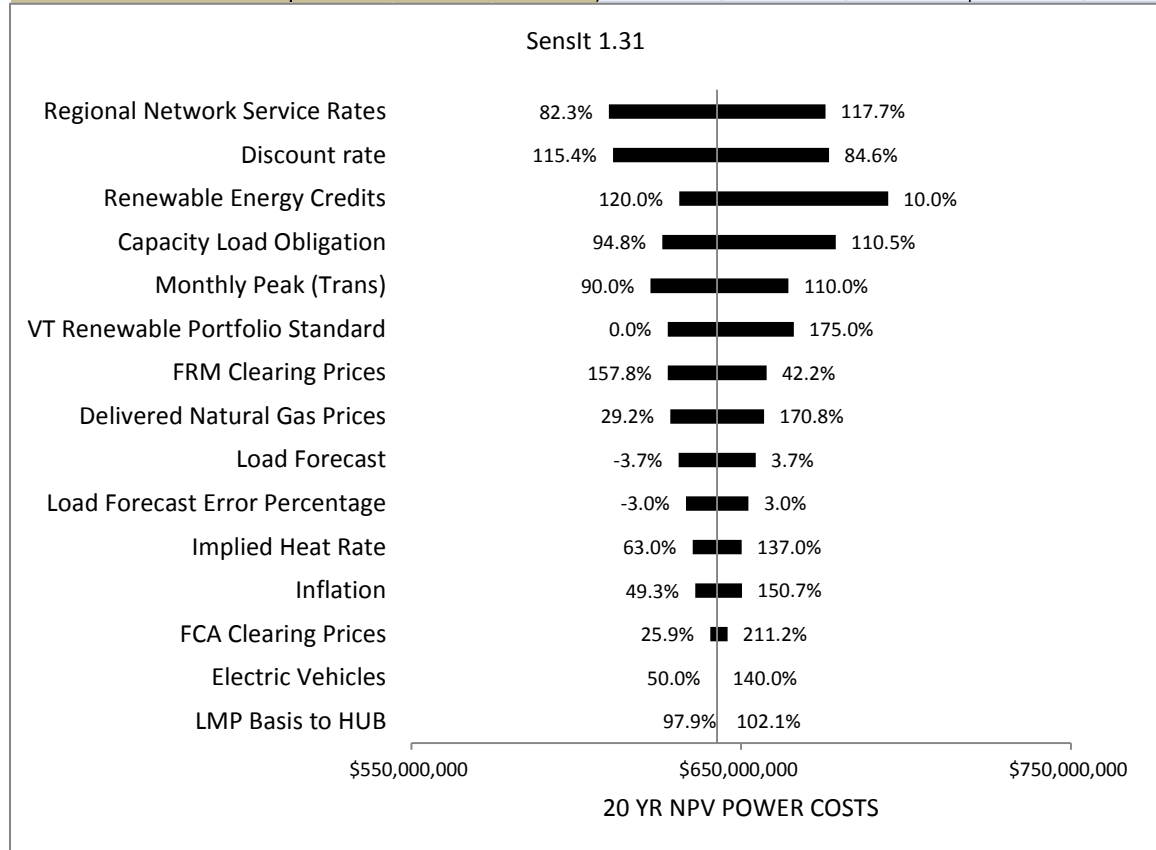 SensIt 1.31
Regional Network Service Rates 82.3% 117.7%
Discount rate 115.4% 84.6%
Renewable Energy Credits 120.0% 10.0%
Capacity Load Obligation 94.8% 110.5%
Monthly Peak (Trans) 90.0% 110.0%
VT Renewable Portfolio Standard 0.0% 175.0%
FRM Clearing Prices 157.8% 42.2%
Delivered Natural Gas Prices 29.2% 170.8%
Load Forecast -3.7% 3.7%
Load Forecast Error Percentage -3.0% 3.0%
Implied Heat Rate 63.0% 137.0%
Inflation 49.3% 150.7%
FCA Clearing Prices 25.9% 211.2%
Electric Vehicles 50.0% 140.0%
LMP Basis to HUB 97.9% 102.1%
$550,000,000 $650,000,000 $750,000,000
20 YR NPV POWER COSTS